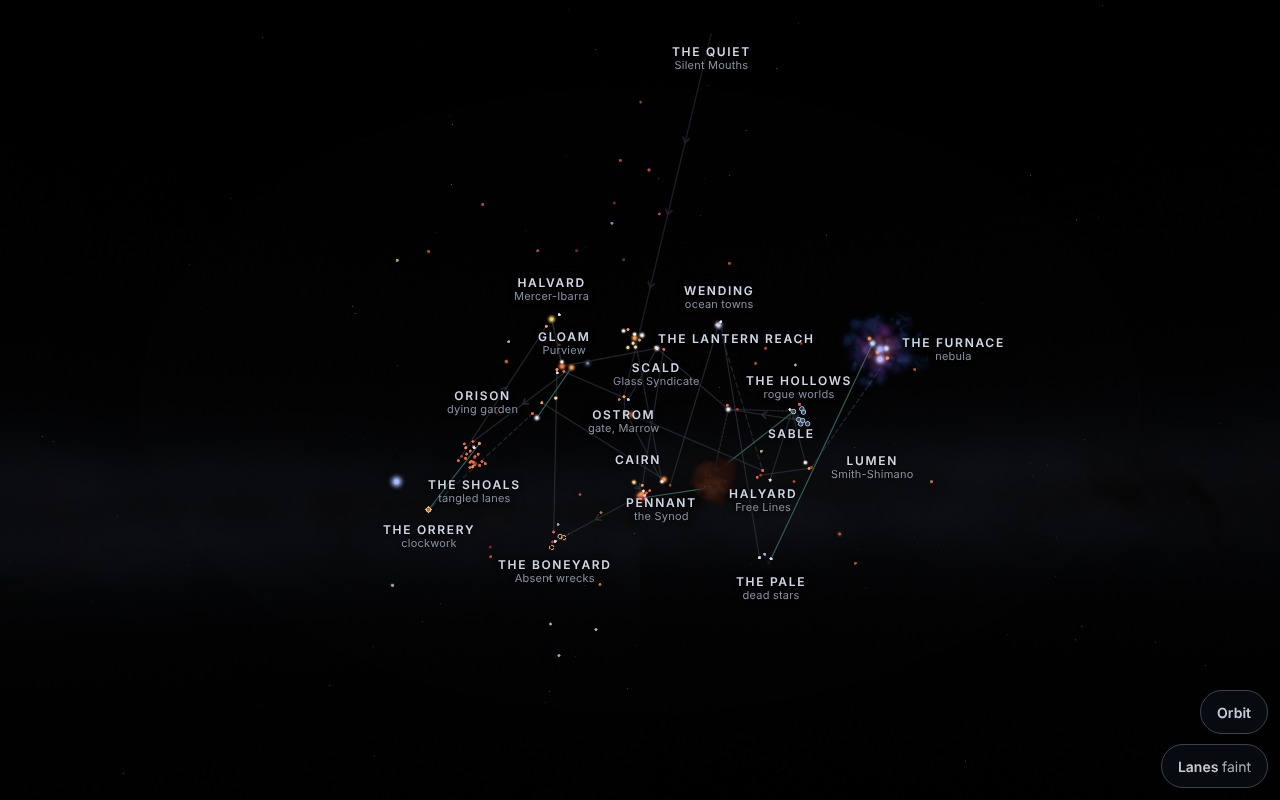 THE QUIET
Silent Mouths
HALVARD
Mercer-Ibarra
WENDING
ocean towns
GLOAM
Purview
THE LANTERN REACH
THE FURNACE
nebula
SCALD
Glass Syndicate
THE HOLLOWS
rogue worlds
ORISON
dying garden
OSTROM
gate, Marrow
SABLE
CAIRN
LUMEN
Smith-Shimano
THE SHOALS
tangled lanes
PENNANT
the Synod
HALYARD
Free Lines
THE ORRERY
clockwork
THE BONEYARD
Absent wrecks
THE PALE
dead stars
Orbit
Lanes faint